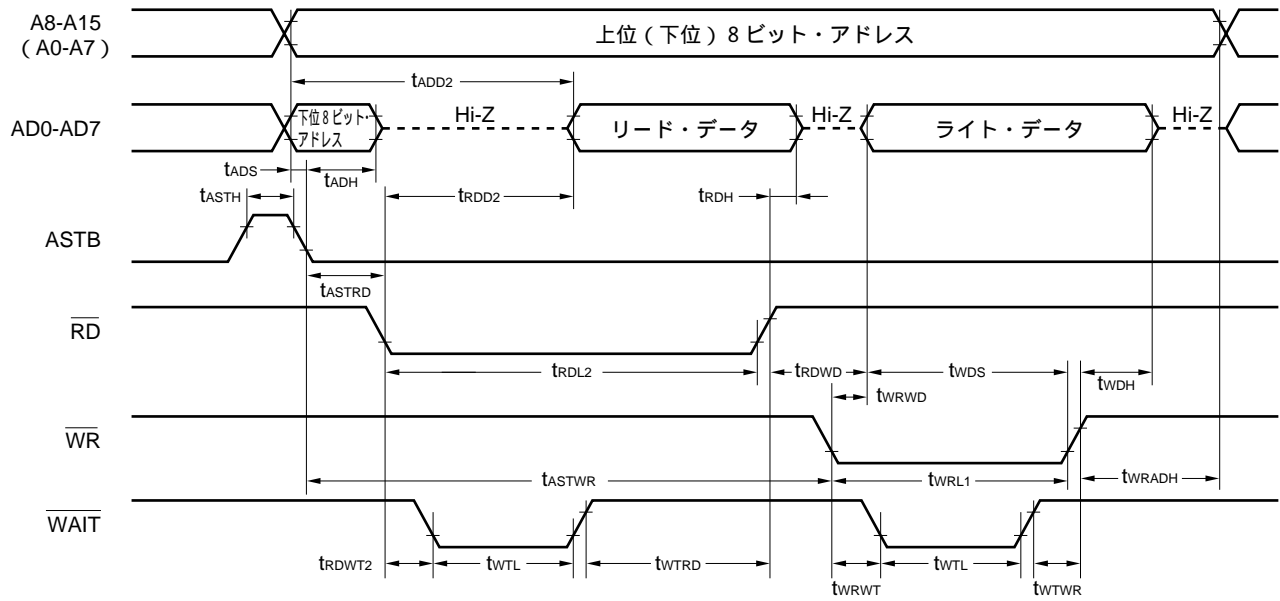 A8-A15
(A0-A7)
上位(下位)8ビット・アドレス
tADD2
AD0-AD7
下位8ビット・
アドレス
Hi-Z
リード・データ
Hi-Z
ライト・データ
Hi-Z
tADS
tADH
tASTH
tRDD2
tRDH
ASTB
tASTRD
RD
tRDL2
tRDWD
tWDS
tWDH
tWRWD
WR
tASTWR
tWRL1
tWRADH
WAIT
tRDWT2
tWTL
tWTRD
tWRWT
tWTL
tWTWR